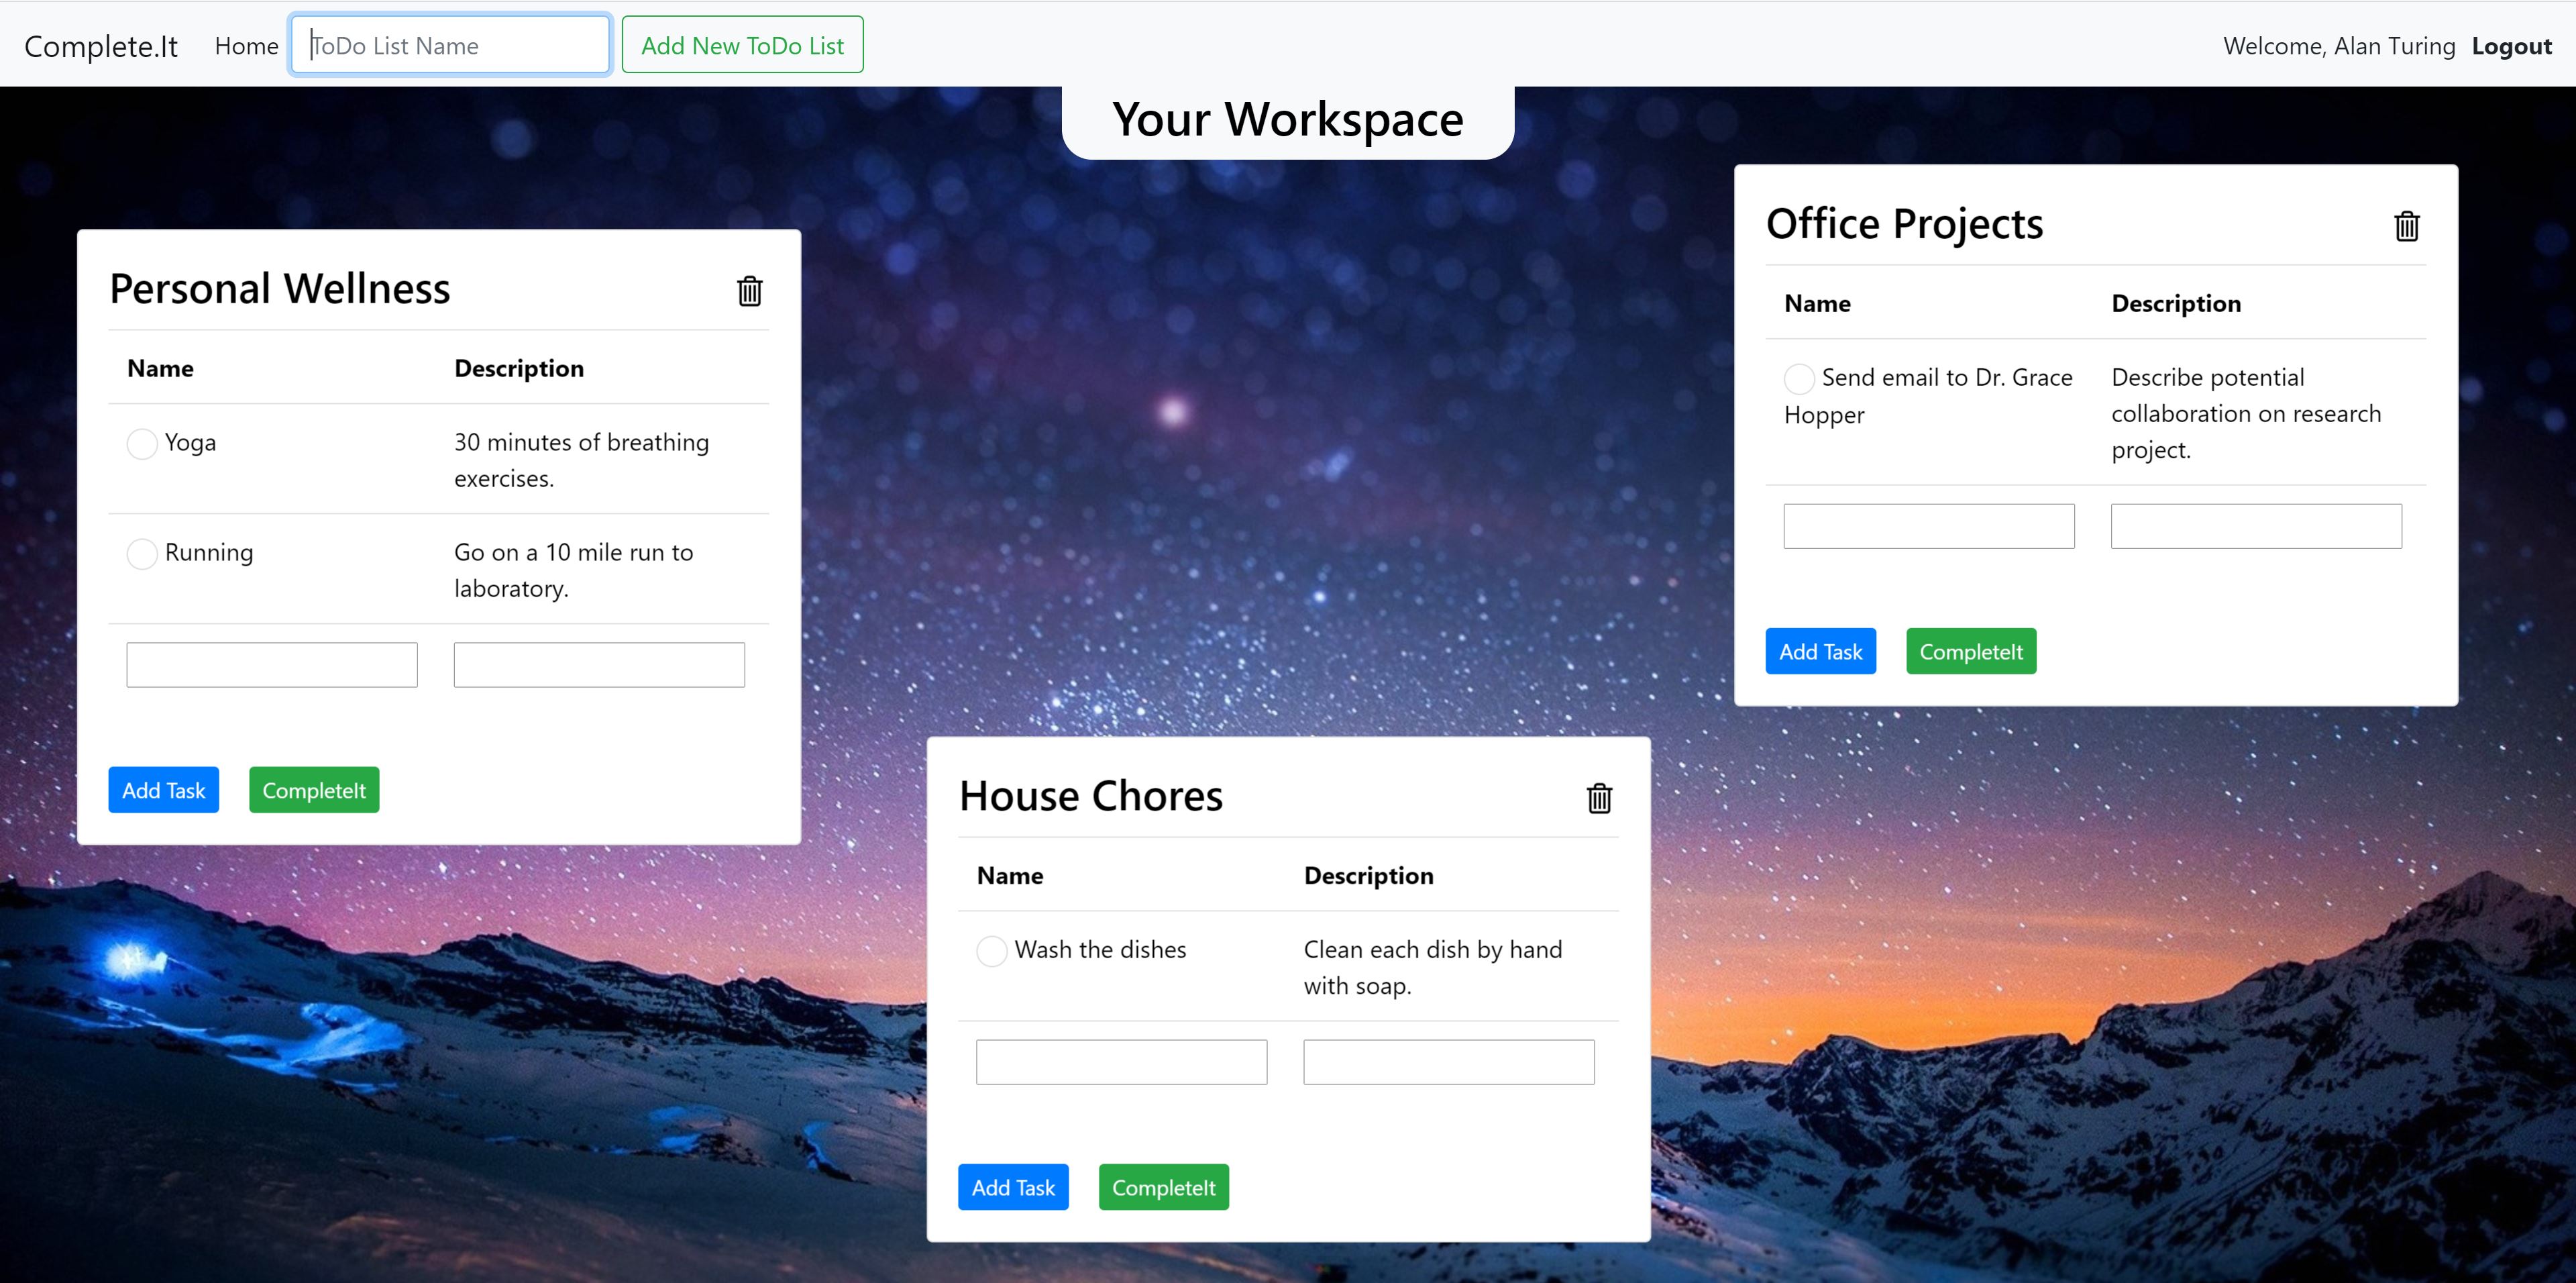 Complete.It Home ToDo List Name Add New ToDo List Welcome, Alan Turing Logout
Your Workspace
Personal Wellness
Name Description
Yoga 30 minutes of breathing
exercises.
Running Go on a 10 mile run to
laboratory.
Add Task CompleteIt
Office Projects
Name Description
Send email to Dr. Grace Describe potential
Hopper collaboration on research
project.
Add Task CompleteIt
House Chores
Name Description
Wash the dishes Clean each dish by hand
with soap.
Add Task CompleteIt